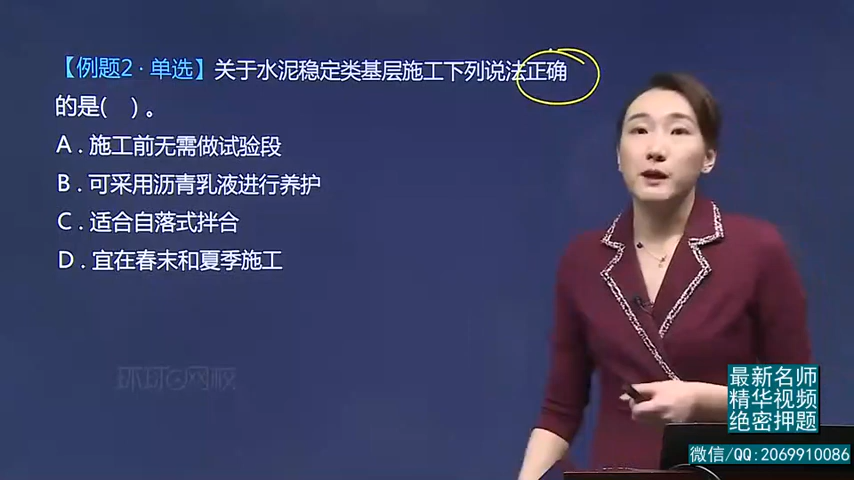 【例题2·单选】关于水泥稳定类基层施工下列说法正确
的是(　)。
A . 施工前无需做试验段
B . 可采用沥青乳液进行养护
C . 适合自落式拌合
D . 宜在春末和夏季施工
环球网校
最新名师
精华视频
绝密押题
微信/QQ:2069910086